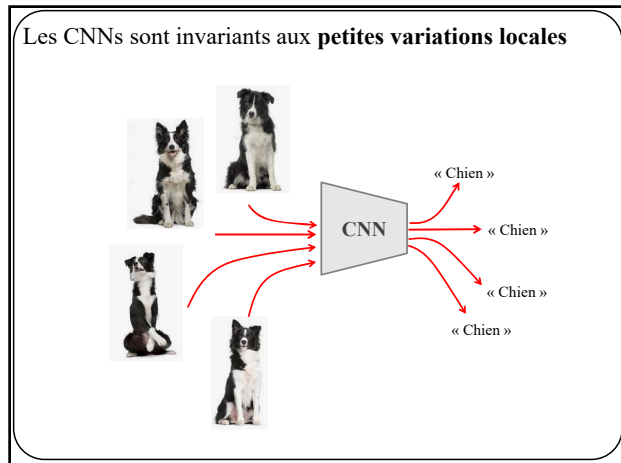 Les CNNs sont invariants aux petites variations locales
« Chien »
CNN
« Chien »
« Chien »
« Chien »